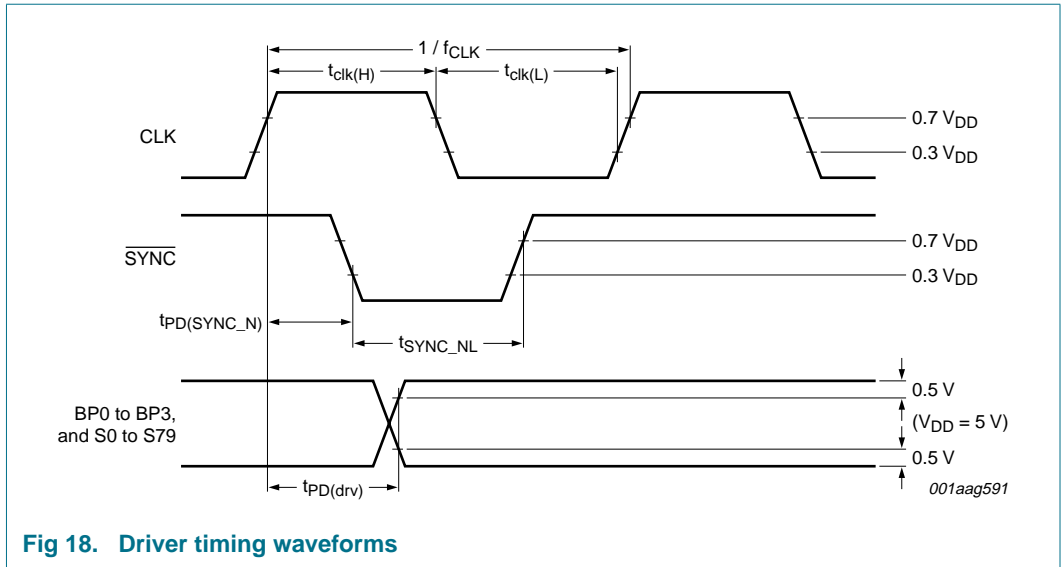 1 / fCLK
tclk(H)
tclk(L)
CLK
0.7 VDD
0.3 VDD
SYNC
0.7 VDD
0.3 VDD
tPD(SYNC_N)
tSYNC_NL
BP0 to BP3,
and S0 to S79
0.5 V
(VDD = 5 V)
0.5 V
tPD(drv)
001aag591
Fig 18. Driver timing waveforms